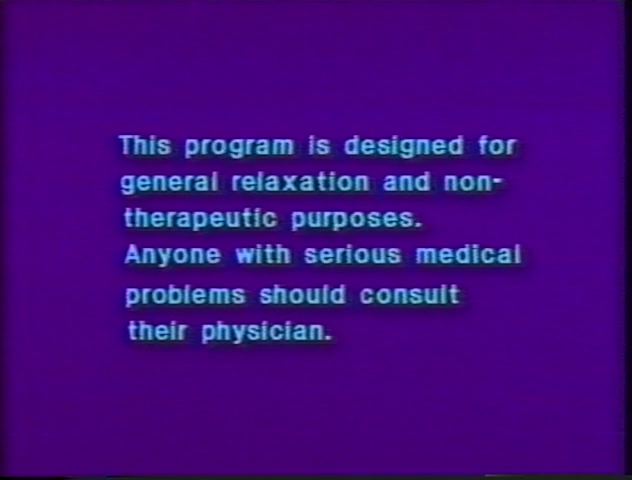 This program is designed for
general relaxation and non-
therapeutic purposes.
Anyone with serious medical
problems should consult
their physician.